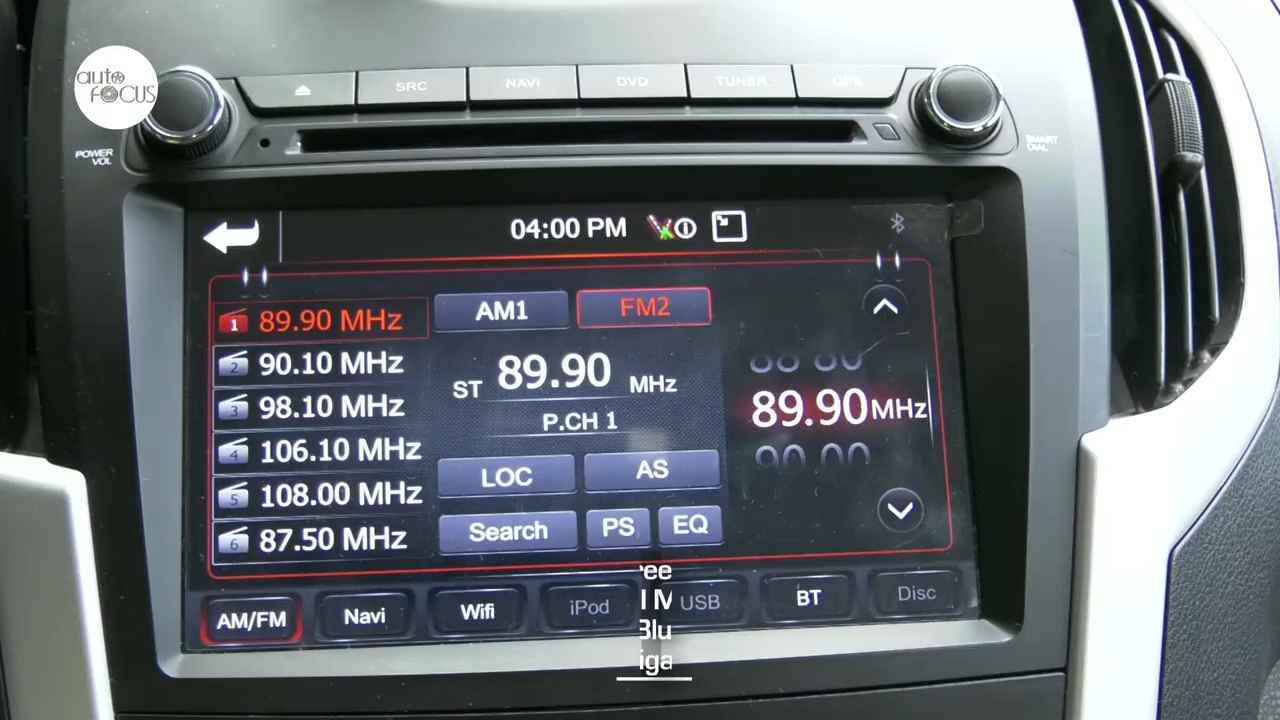 auto
FOCUS
SRC
NAVI
DVD
TUNER
GPS
POWER
VOL
SMART
DIAL
04:00 PM
1 89.90 MHz
2 90.10 MHz
3 98.10 MHz
4 106.10 MHz
5 108.00 MHz
6 87.50 MHz
AM1
FM2
ST 89.90 MHz
P.CH 1
LOC
AS
Search
PS
EQ
89.90 MHz
90.00
AM/FM
Navi
Wifi
iPod
USB
BT
Disc